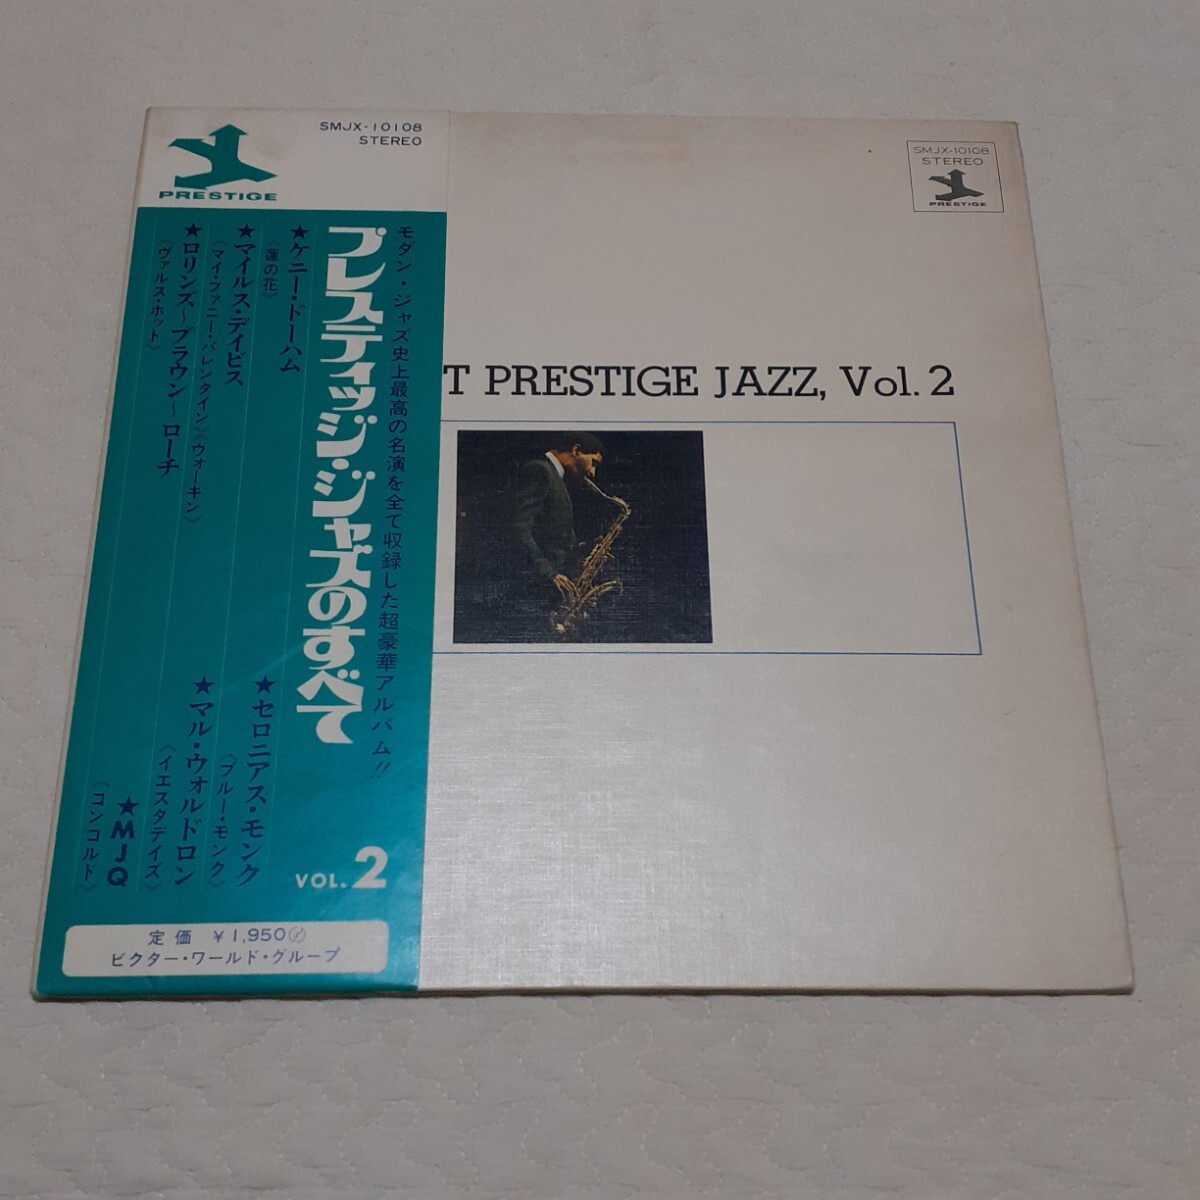 SMJX-10108
STEREO
PRESTIGE
モダン・ジャズ史上最高の名演を全て収録した超豪華アルバム!!
プレスティッジ・ジャズのすべて
VOL. 2
★ケニー・ドーハム
《蓮の花》
★マイルス・デイビス
《マイ・ファニー・バレンタイン》《ウォーキン》
★ロリンズ~ブラウン~ローチ
《ヴァルス・ホット》
★セロニアス・モンク
《ブルー・モンク》
★マル・ウォルドロン
《イエスタデイズ》
★MJQ
《コンコルド》
定価 ¥1,950
ビクター・ワールド・グループ
T PRESTIGE JAZZ, Vol. 2
SMJX-10108
STEREO
PRESTIGE